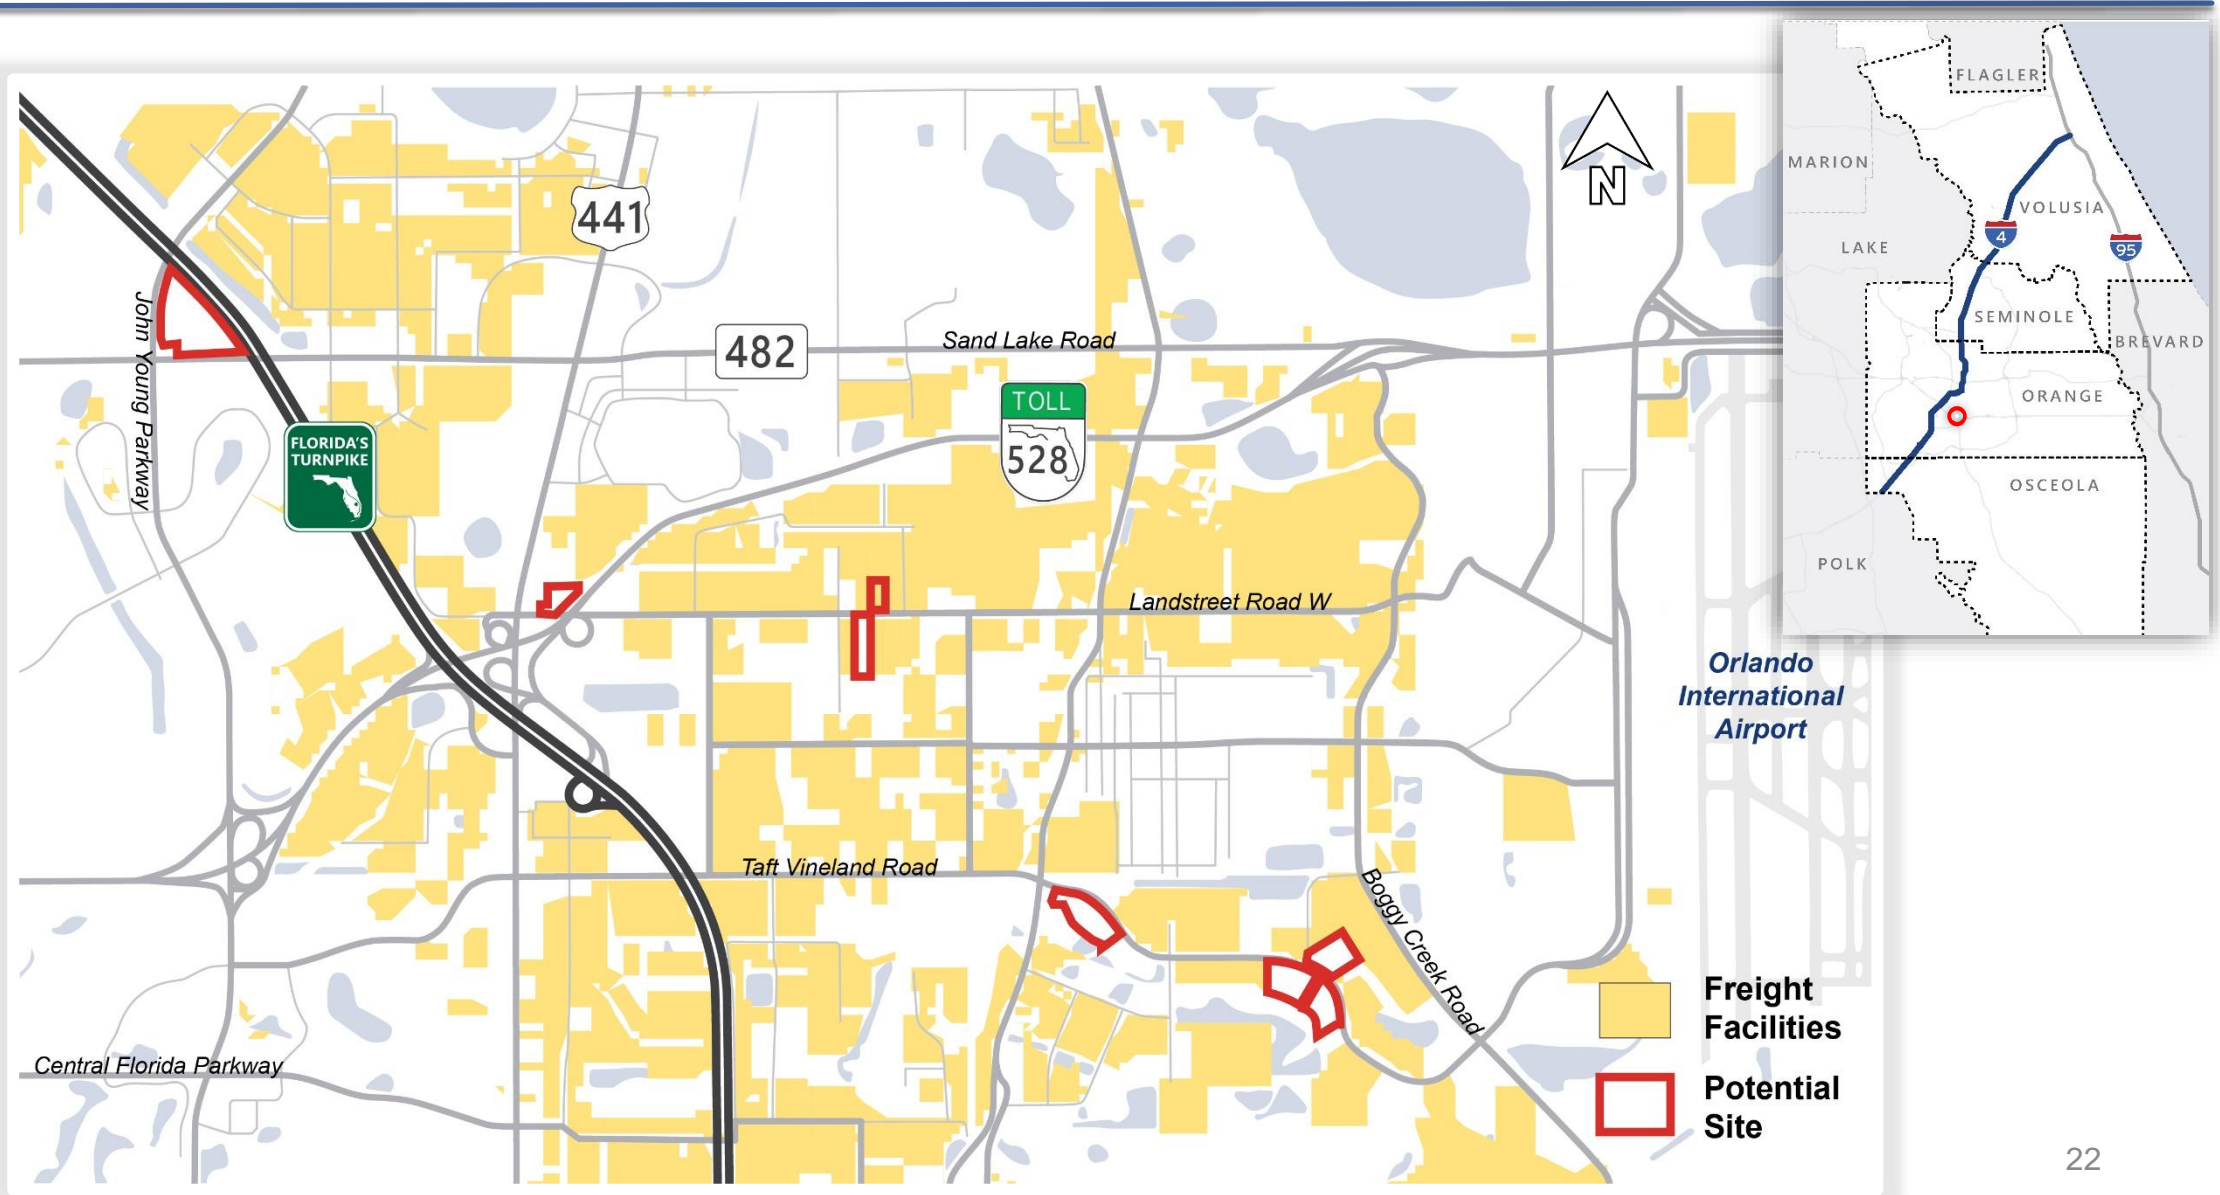 441
N
John Young Parkway
482
Sand Lake Road
TOLL
528
FLORIDA'S
TURNPIKE
Landstreet Road W
Orlando
International
Airport
Taft Vineland Road
Boggy Creek Road
Central Florida Parkway
Freight
Facilities
Potential
Site
FLAGLER
MARION
VOLUSIA
4
LAKE
95
SEMINOLE
BREVARD
ORANGE
OSCEOLA
POLK
22